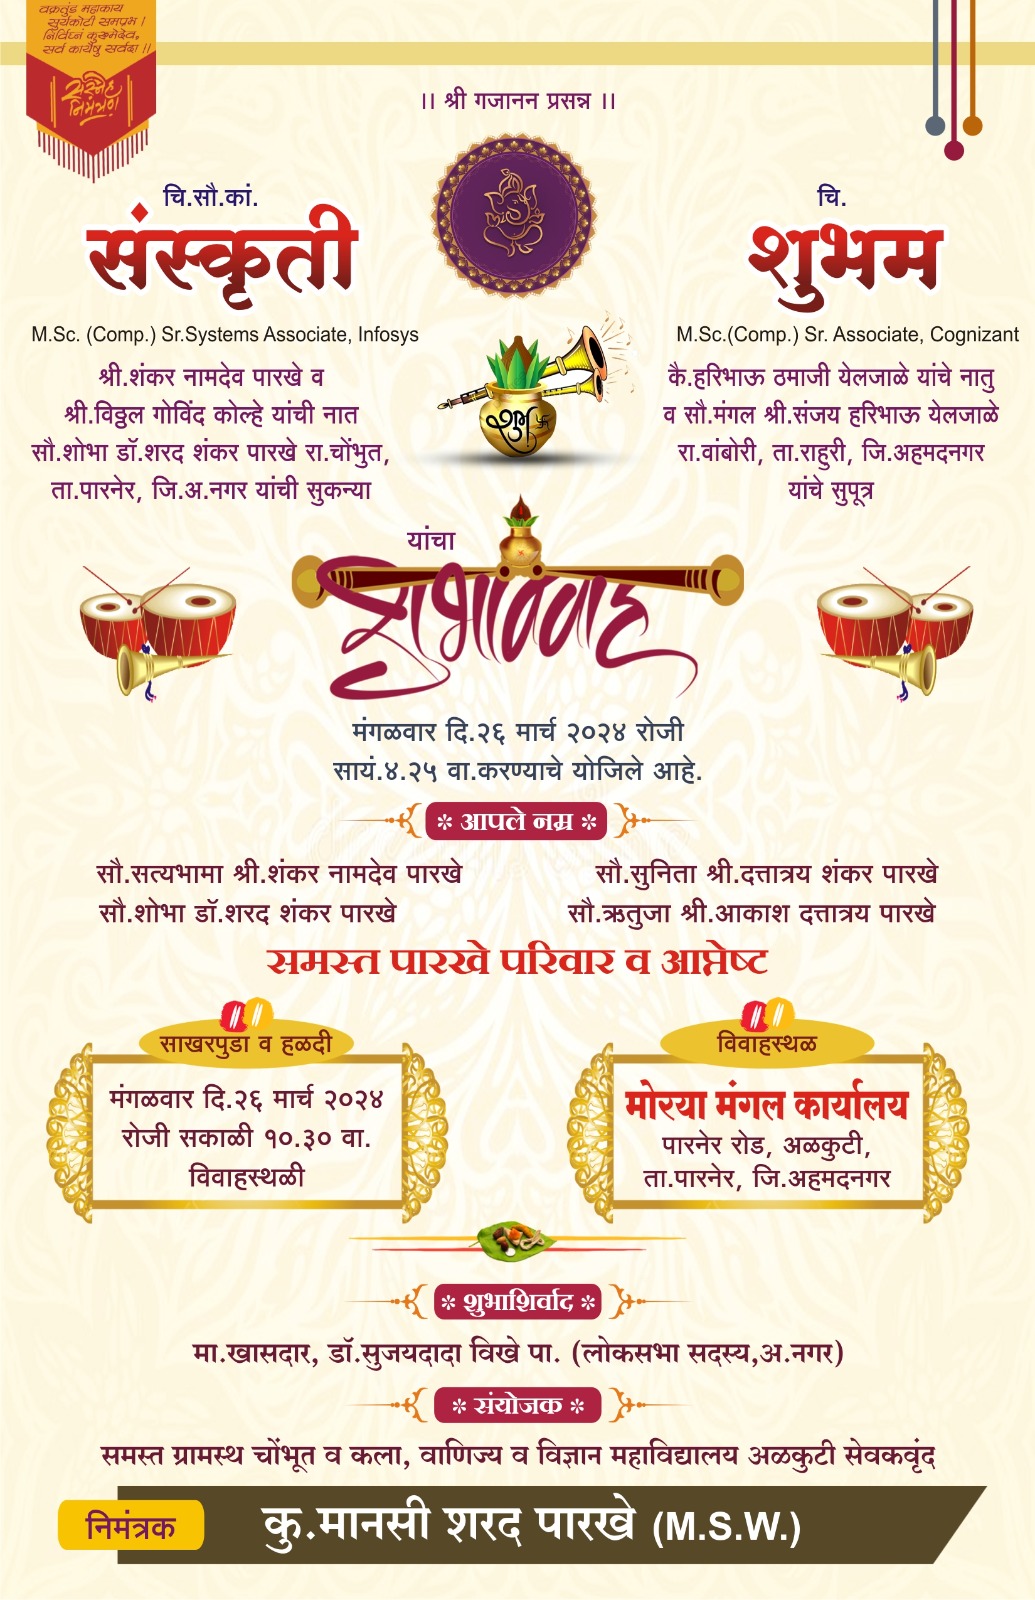 वक्रतुंड महाकाय
सुर्यकोटी समप्रभ।
निर्विघ्नं कुरुमेदेव,
सर्व कार्येषु सर्वदा।।
सस्नेह
निमंत्रण
।। श्री गजानन प्रसन्न ।।
चि.सौ.कां.
संस्कृती
M.Sc. (Comp.) Sr.Systems Associate, Infosys
श्री.शंकर नामदेव पारखे व
श्री.विठ्ठल गोविंद कोल्हे यांची नात
सौ.शोभा डॉ.शरद शंकर पारखे रा.चोंभुत,
ता.पारनेर, जि.अ.नगर यांची सुकन्या
चि.
शुभम
M.Sc.(Comp.) Sr. Associate, Cognizant
कै.हरिभाऊ ठमाजी येलजाळे यांचे नातु
व सौ.मंगल श्री.संजय हरिभाऊ येलजाळे
रा.वांबोरी, ता.राहुरी, जि.अहमदनगर
यांचे सुपूत्र
शुभ
यांचा
शुभविवाह
मंगळवार दि.२६ मार्च २०२४ रोजी
सायं.४.२५ वा.करण्याचे योजिले आहे.
* आपले नम्र *
सौ.सत्यभामा श्री.शंकर नामदेव पारखे
सौ.शोभा डॉ.शरद शंकर पारखे
सौ.सुनिता श्री.दत्तात्रय शंकर पारखे
सौ.ऋतुजा श्री.आकाश दत्तात्रय पारखे
समस्त पारखे परिवार व आप्तेष्ट
साखरपुडा व हळदी
मंगळवार दि.२६ मार्च २०२४
रोजी सकाळी १०.३० वा.
विवाहस्थळी
विवाहस्थळ
मोरया मंगल कार्यालय
पारनेर रोड, अळकुटी,
ता.पारनेर, जि.अहमदनगर
* शुभाशिर्वाद *
मा.खासदार, डॉ.सुजयदादा विखे पा. (लोकसभा सदस्य,अ.नगर)
* संयोजक *
समस्त ग्रामस्थ चोंभूत व कला, वाणिज्य व विज्ञान महाविद्यालय अळकुटी सेवकवृंद
निमंत्रक
कु.मानसी शरद पारखे (M.S.W.)